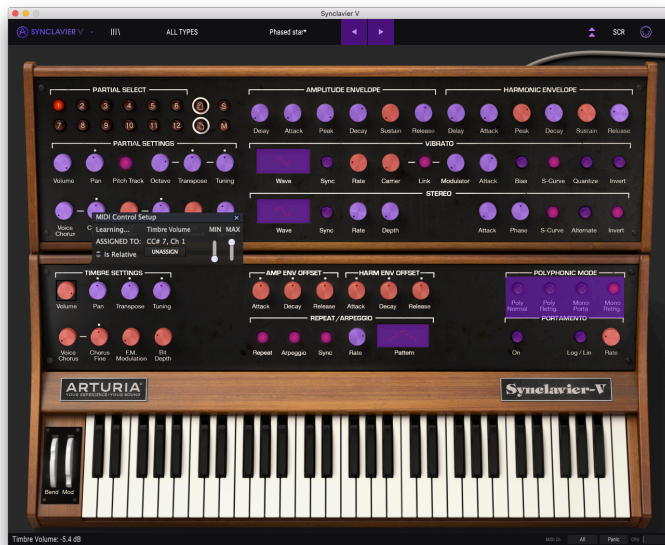 Synclavier V
SYNCLAVIER V
ALL TYPES
Phased star*
SCR
PARTIAL SELECT
AMPLITUDE ENVELOPE
HARMONIC ENVELOPE
1 2 3 4 5 6 S
7 8 9 10 11 12 M
Delay Attack Peak Decay Sustain Release Delay Attack Peak Decay Sustain Release
PARTIAL SETTINGS
VIBRATO
Volume Pan Pitch Track Octave Transpose Tuning
Wave Sync Rate Carrier Link Modulator Attack Bias S-Curve Quantize Invert
STEREO
Voice
Chorus
Wave Sync Rate Depth Attack Phase S-Curve Alternate Invert
MIDI Control Setup ×
Learning... Timbre Volume MIN MAX
ASSIGNED TO: CC# 7, Ch 1
Is Relative UNASSIGN
TIMBRE SETTINGS
AMP ENV OFFSET
HARM ENV OFFSET
POLYPHONIC MODE
Volume Pan Transpose Tuning
Attack Decay Release Attack Decay Release
Poly
Normal
Poly
Retrig.
Mono
Porta
Mono
Retrig.
REPEAT/ARPEGGIO
PORTAMENTO
Voice
Chorus
Chorus
Fine
F.M.
Modulation
Bit
Depth
Repeat Arpeggio Sync Rate Pattern
On Log / Lin Rate
ARTURIA
YOUR EXPERIENCE • YOUR SOUND
Synclavier-V
Bend Mod
Timbre Volume: -5.4 dB
MIDI Ch: All Panic CPU